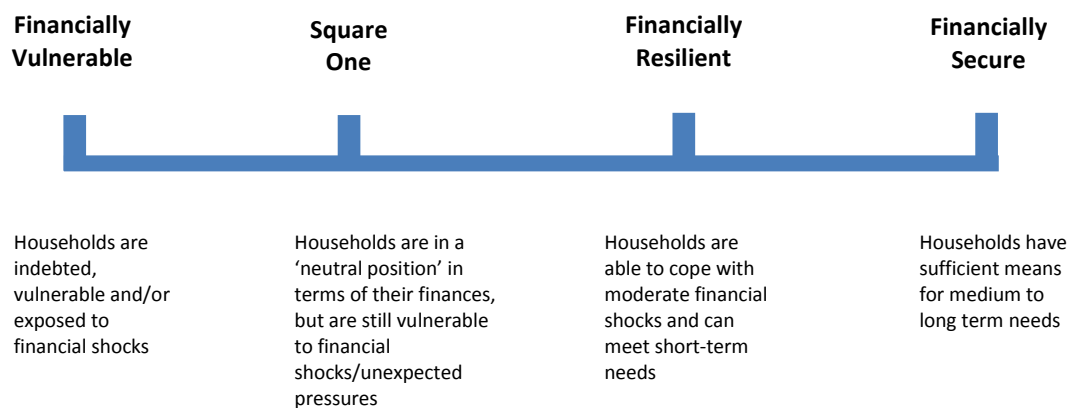 Financially
Vulnerable
Square
One
Financially
Resilient
Financially
Secure
Households are
indebted,
vulnerable and/or
exposed to
financial shocks
Households are in a
‘neutral position’ in
terms of their finances,
but are still vulnerable
to financial
shocks/unexpected
pressures
Households are
able to cope with
moderate financial
shocks and can
meet short-term
needs
Households have
sufficient means
for medium to
long term needs